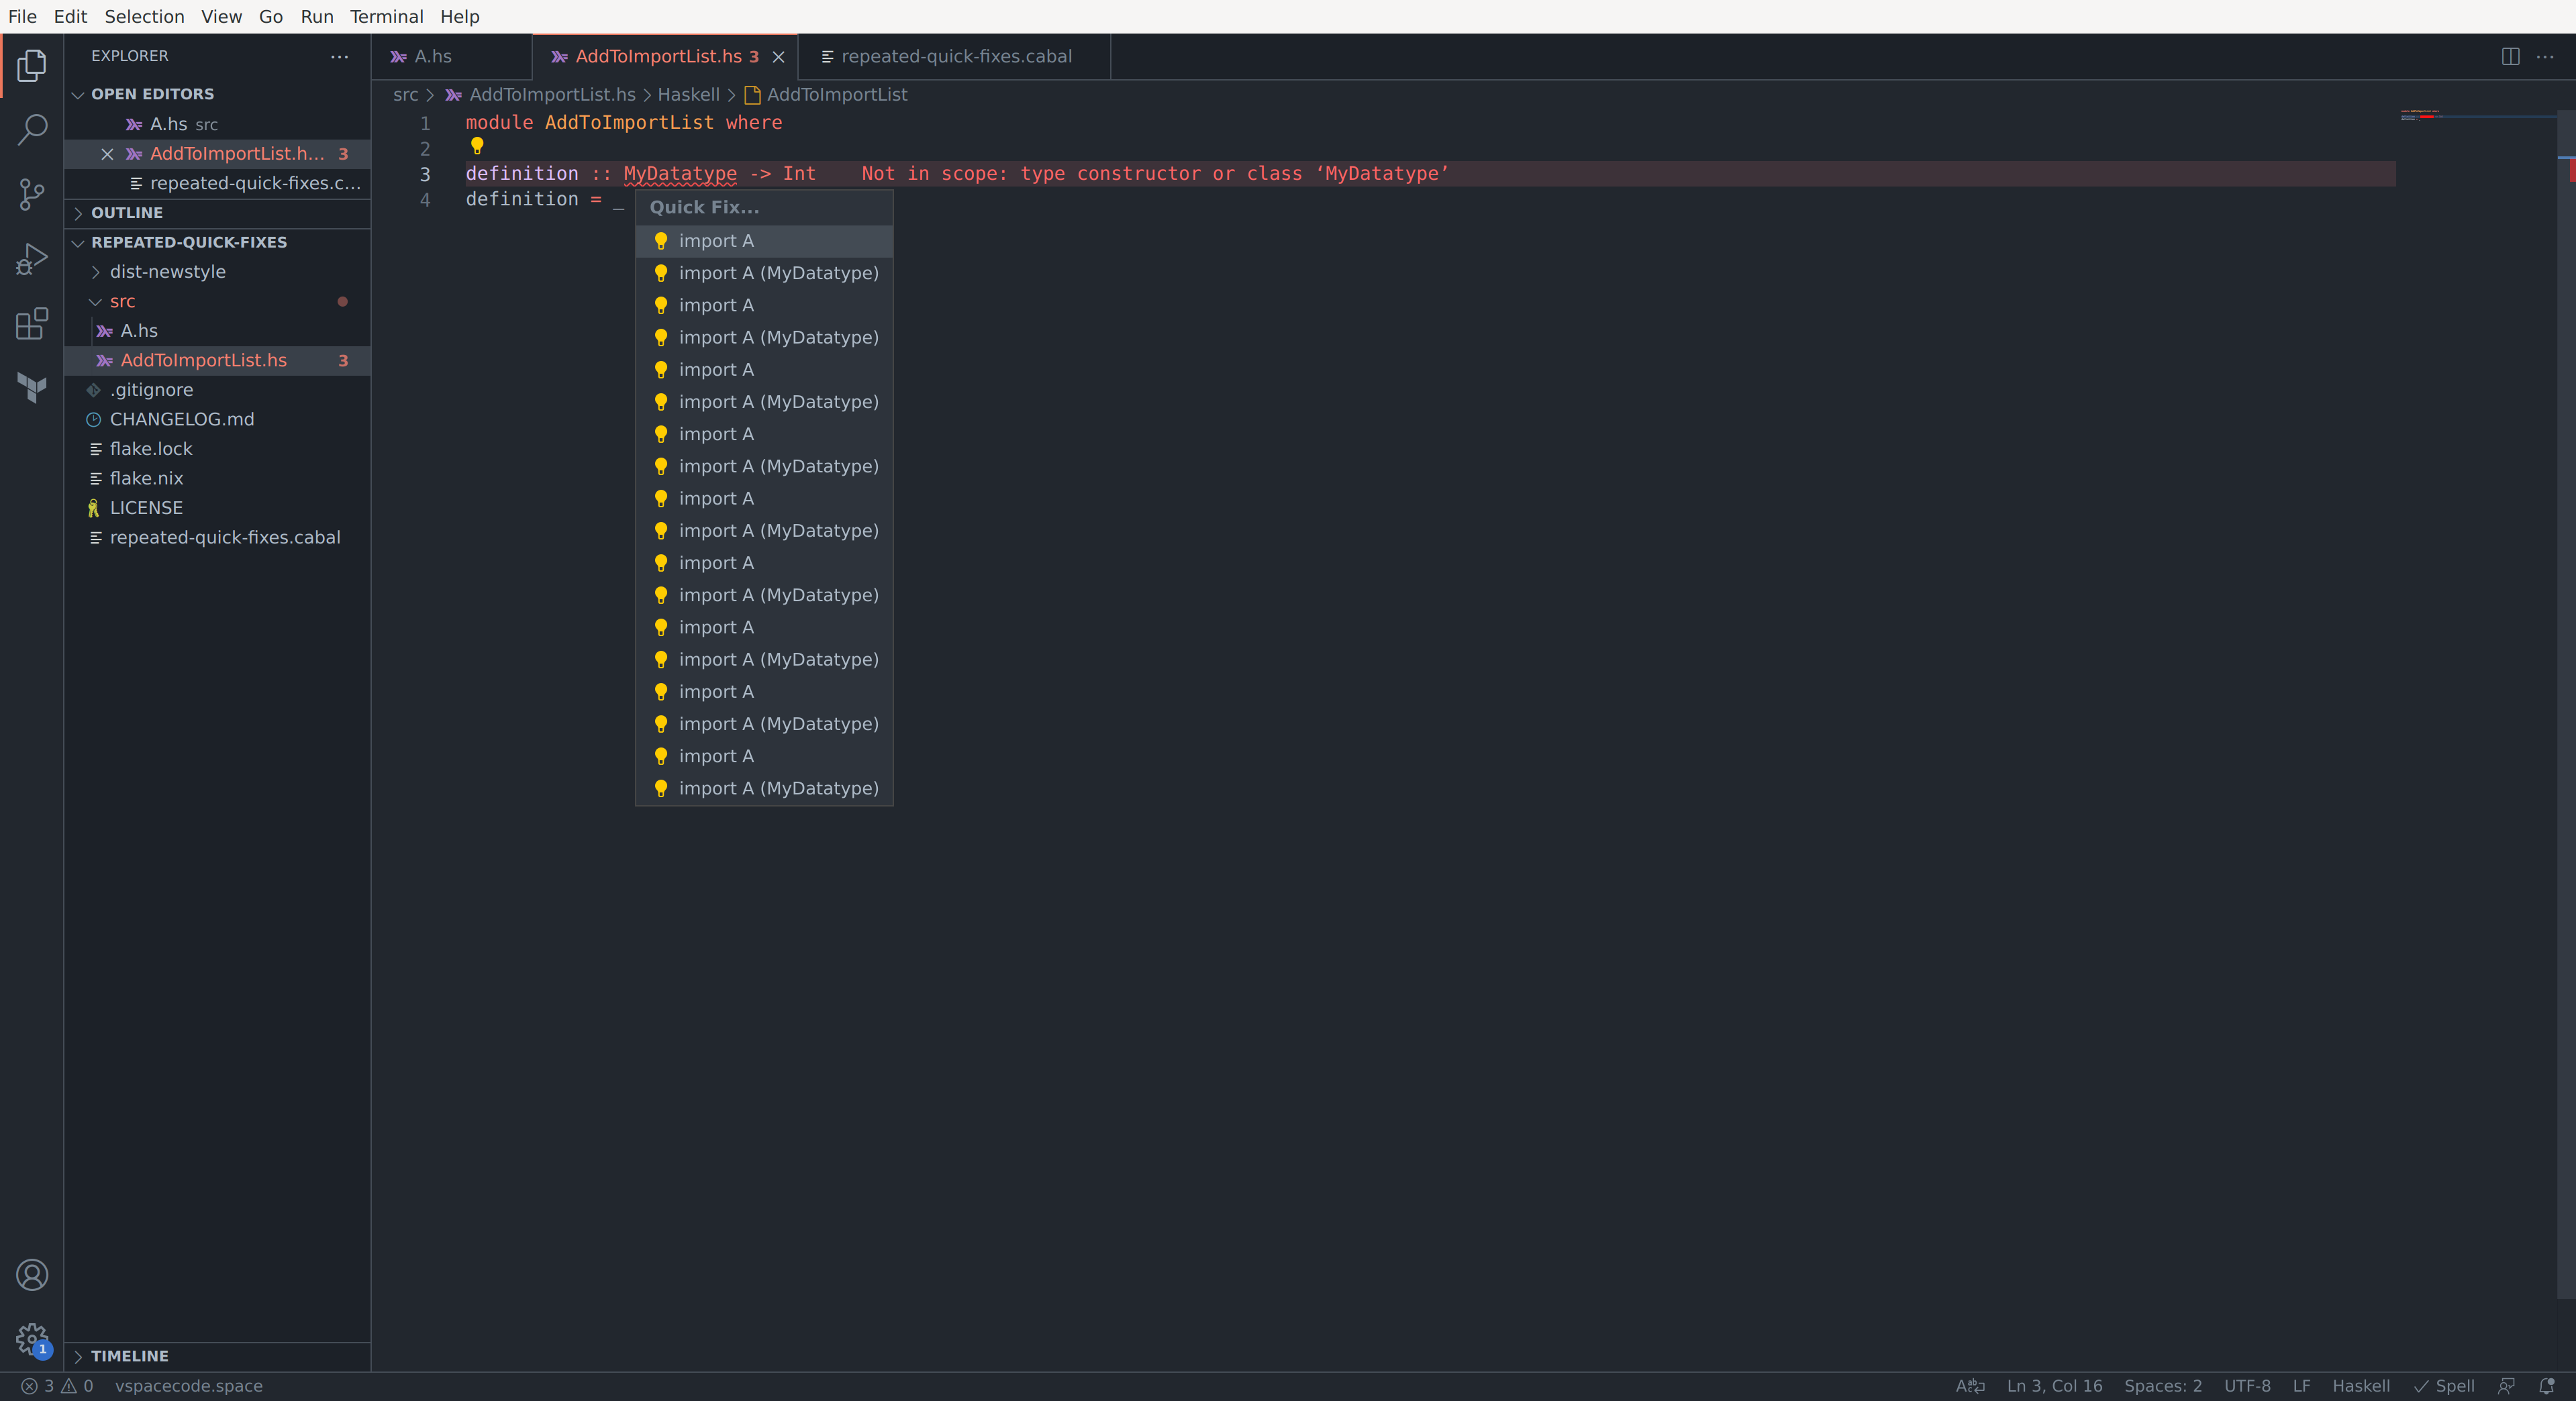 File Edit Selection View Go Run Terminal Help
EXPLORER
OPEN EDITORS
A.hs src
AddToImportList.h... 3
repeated-quick-fixes.c...
OUTLINE
REPEATED-QUICK-FIXES
dist-newstyle
src
A.hs
AddToImportList.hs 3
.gitignore
CHANGELOG.md
flake.lock
flake.nix
LICENSE
repeated-quick-fixes.cabal
TIMELINE
A.hs
AddToImportList.hs 3
repeated-quick-fixes.cabal
src > AddToImportList.hs > Haskell > AddToImportList
1 module AddToImportList where
2
3 definition :: MyDatatype -> Int Not in scope: type constructor or class ‘MyDatatype’
4 definition = _
Quick Fix...
import A
import A (MyDatatype)
import A
import A (MyDatatype)
import A
import A (MyDatatype)
import A
import A (MyDatatype)
import A
import A (MyDatatype)
import A
import A (MyDatatype)
import A
import A (MyDatatype)
import A
import A (MyDatatype)
import A
import A (MyDatatype)
1
3 0 vspacecode.space Ln 3, Col 16 Spaces: 2 UTF-8 LF Haskell Spell